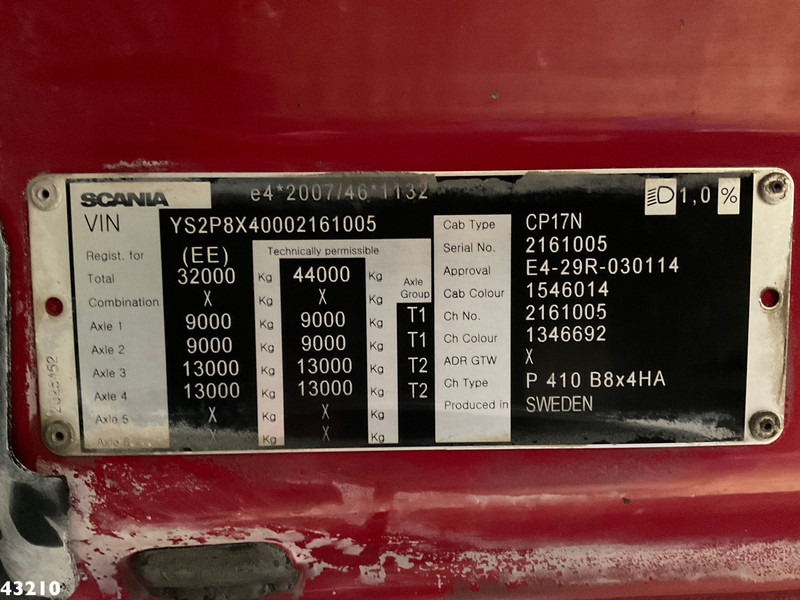 SCANIA e4*2007/46*1132 1,0 %
VIN YS2P8X40002161005
Regist. for (EE) Technically permissible
Total 32000 Kg 44000 Kg Axle Group
Combination X Kg X Kg
Axle 1 9000 Kg 9000 Kg T1
Axle 2 9000 Kg 9000 Kg T1
Axle 3 13000 Kg 13000 Kg T2
Axle 4 13000 Kg 13000 Kg T2
Axle 5 X Kg X Kg
Axle 6 X Kg X Kg
Cab Type CP17N
Serial No. 2161005
Approval E4-29R-030114
Cab Colour 1546014
Ch No. 2161005
Ch Colour 1346692
ADR GTW X
Ch Type P 410 B8x4HA
Produced in SWEDEN
43210